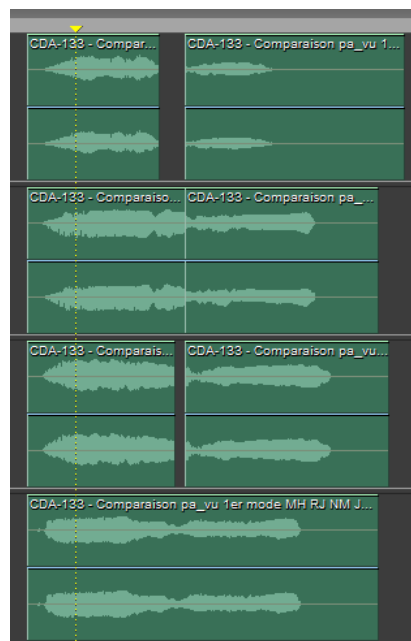 CDA-133 - Compar...
CDA-133 - Comparaison pa_vu 1...
CDA-133 - Comparaiso...
CDA-133 - Comparaison pa_...
CDA-133 - Comparais...
CDA-133 - Comparaison pa_vu...
CDA-133 - Comparaison pa_vu 1er mode MH RJ NM J...